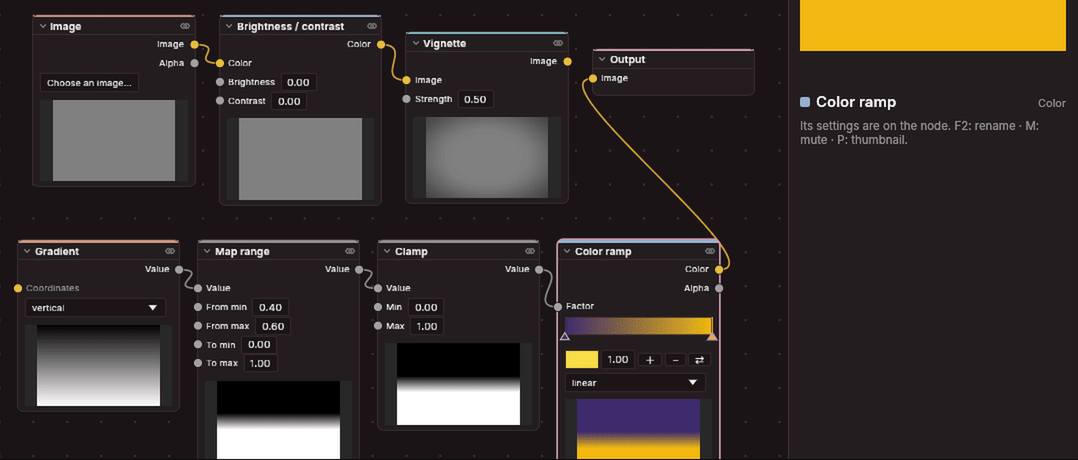 Image
Image
Alpha
Choose an image...
Brightness / contrast
Color
Color
Brightness 0.00
Contrast 0.00
Vignette
Image
Image
Strength 0.50
Output
Image
Color ramp Color
Its settings are on the node. F2: rename · M:
mute · P: thumbnail.
Gradient
Value
Coordinates
vertical
Map range
Value
Value
From min 0.40
From max 0.60
To min 0.00
To max 1.00
Clamp
Value
Value
Min 0.00
Max 1.00
Color ramp
Color
Alpha
Factor
1.00 + − ⇄
linear